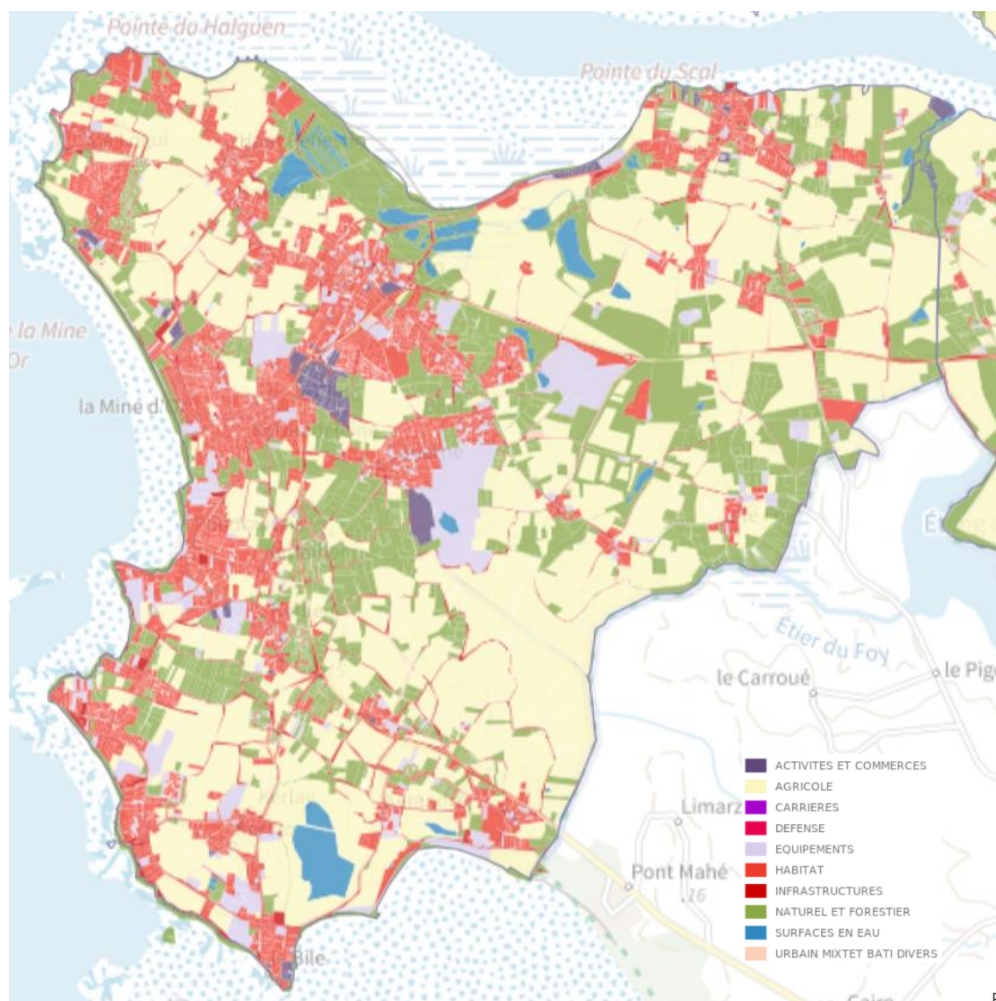 Pointe du Halguen
Pointe du Scal
la Mine
Or
la Mine d'
Étier du Foy
le Carroué
le Pig
Limarz
Pont Mahé
16
Bile
ACTIVITES ET COMMERCES
AGRICOLE
CARRIERES
DEFENSE
EQUIPEMENTS
HABITAT
INFRASTRUCTURES
NATUREL ET FORESTIER
SURFACES EN EAU
URBAIN MIXTET BATI DIVERS